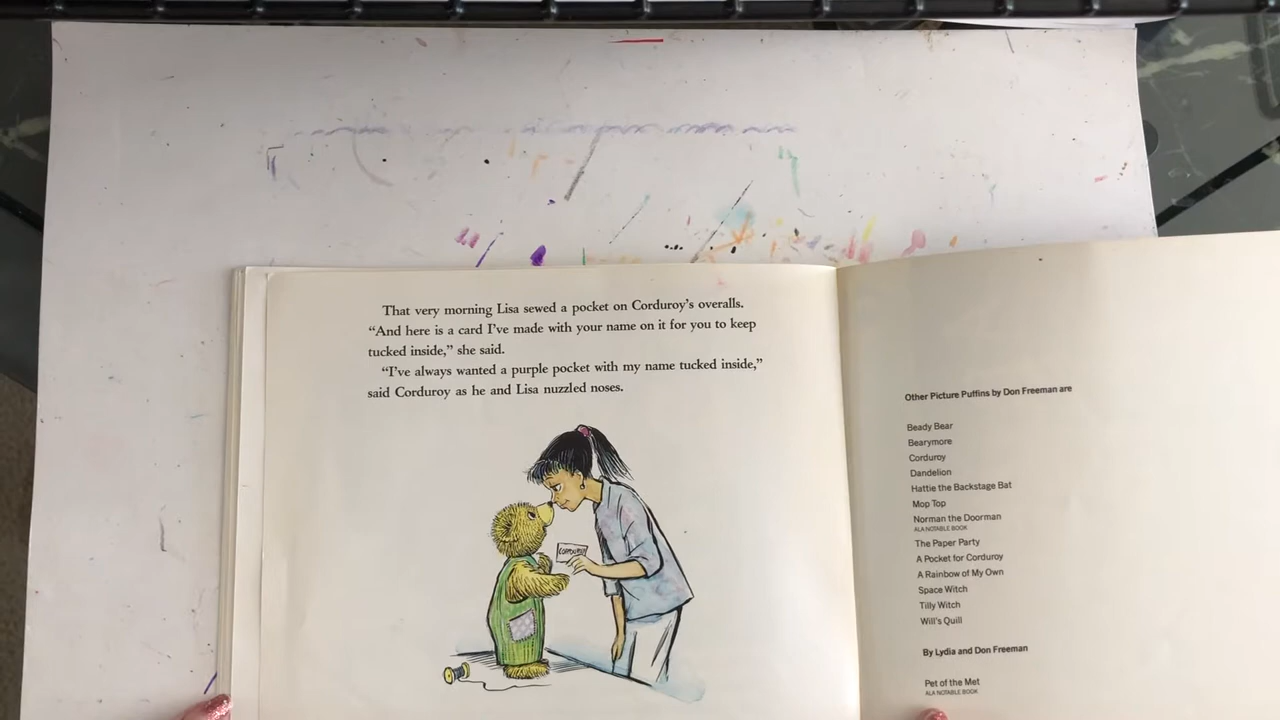 That very morning Lisa sewed a pocket on Corduroy's overalls.
“And here is a card I've made with your name on it for you to keep
tucked inside,” she said.
“I've always wanted a purple pocket with my name tucked inside,”
said Corduroy as he and Lisa nuzzled noses.
CORDUROY
Other Picture Puffins by Don Freeman are
Beady Bear
Bearymore
Corduroy
Dandelion
Hattie the Backstage Bat
Mop Top
Norman the Doorman
ALA NOTABLE BOOK
The Paper Party
A Pocket for Corduroy
A Rainbow of My Own
Space Witch
Tilly Witch
Will's Quill
By Lydia and Don Freeman
Pet of the Met
ALA NOTABLE BOOK